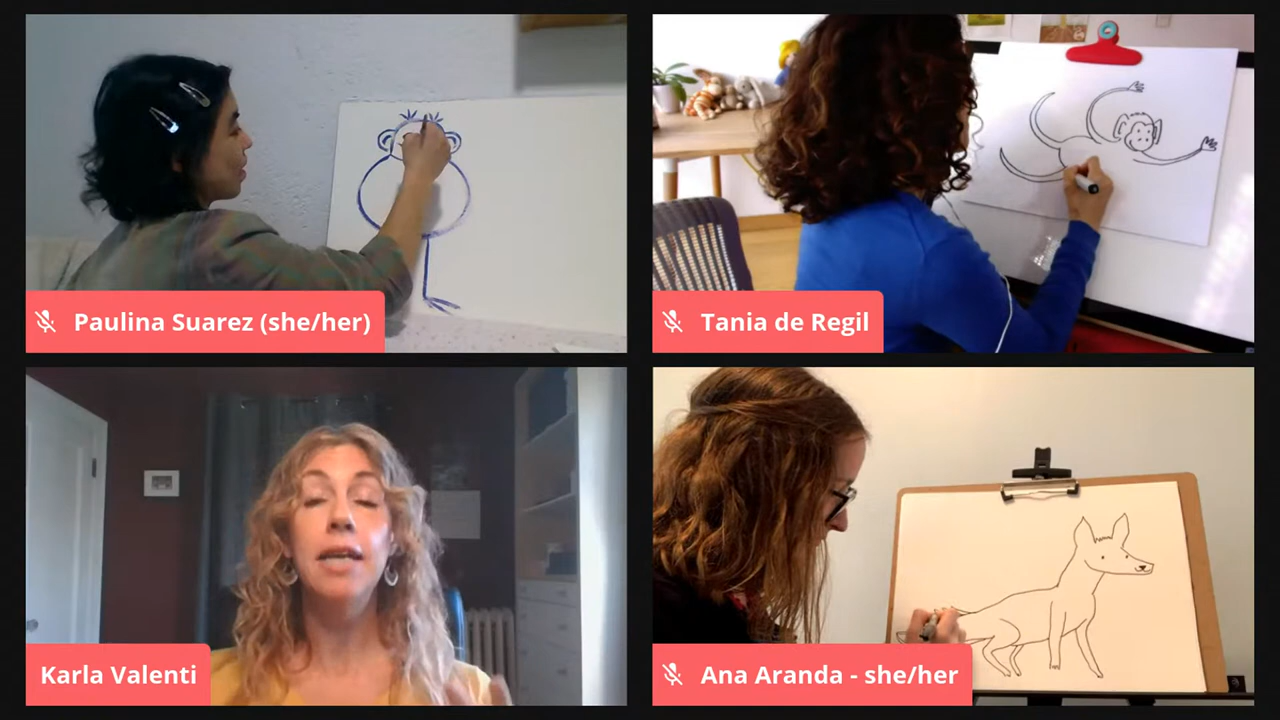 Paulina Suarez (she/her)
Tania de Regil
Karla Valenti
Ana Aranda - she/her